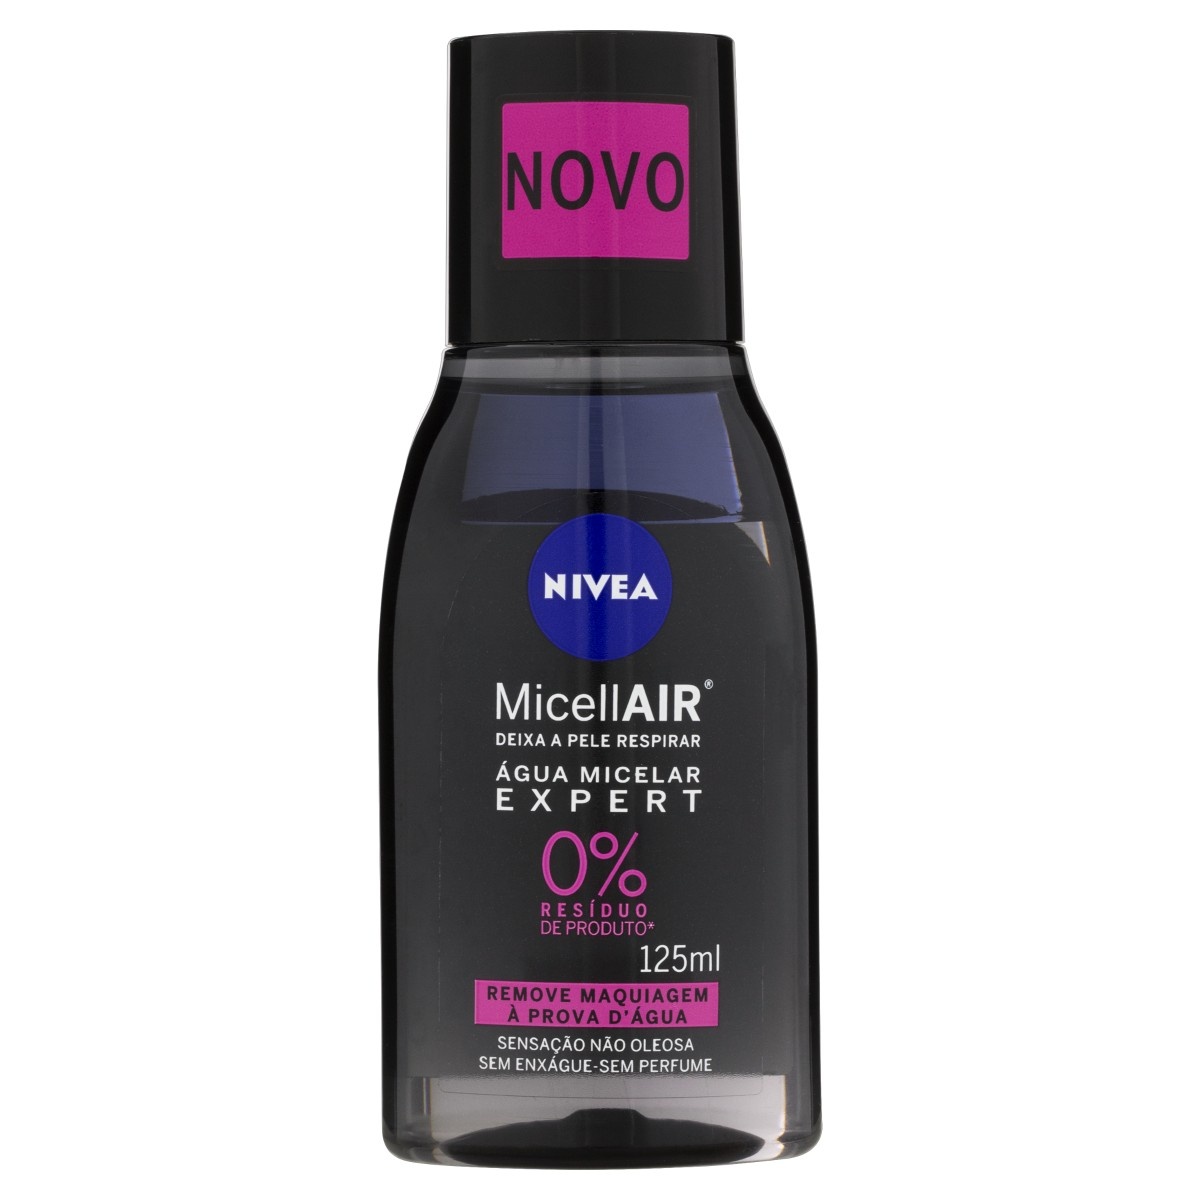 NOVO
NIVEA
MicellAIR®
DEIXA A PELE RESPIRAR
ÁGUA MICELAR
EXPERT
0%
RESÍDUO
DE PRODUTO*
125ml
REMOVE MAQUIAGEM
À PROVA D'ÁGUA
SENSAÇÃO NÃO OLEOSA
SEM ENXÁGUE-SEM PERFUME